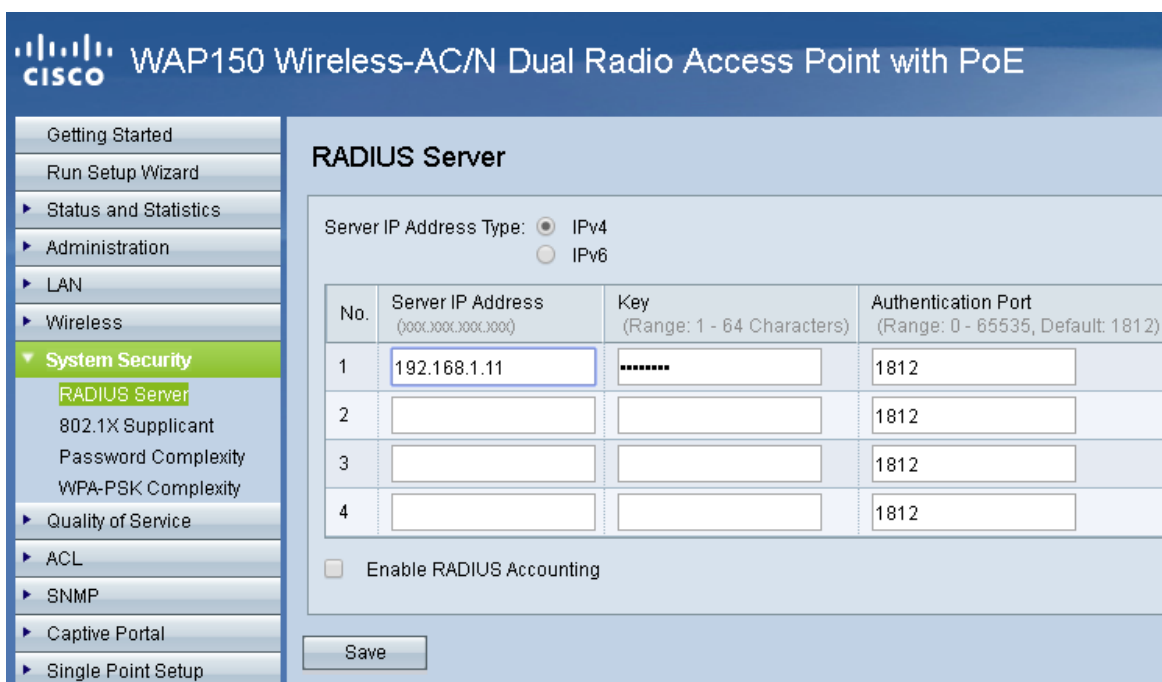 CISCO WAP150 Wireless-AC/N Dual Radio Access Point with PoE
Getting Started
Run Setup Wizard
Status and Statistics
Administration
LAN
Wireless
System Security
RADIUS Server
802.1X Supplicant
Password Complexity
WPA-PSK Complexity
Quality of Service
ACL
SNMP
Captive Portal
Single Point Setup
RADIUS Server
Server IP Address Type: IPv4
IPv6
No. Server IP Address Key Authentication Port
(xxx.xxx.xxx.xxx) (Range: 1 - 64 Characters) (Range: 0 - 65535, Default: 1812)
1 192.168.1.11 •••••••• 1812
2 1812
3 1812
4 1812
Enable RADIUS Accounting
Save